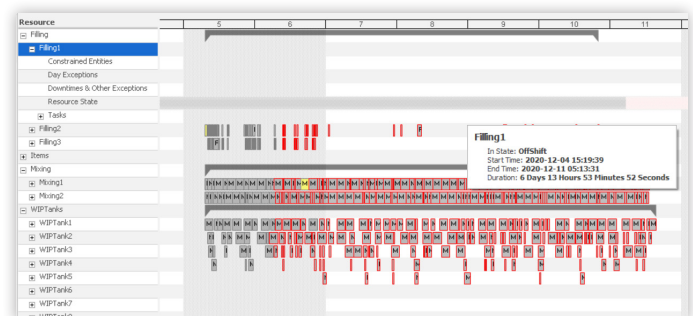 Resource
5 6 7 8 9 10 11
Filling
Filling1
Constrained Entities
Day Exceptions
Downtimes & Other Exceptions
Resource State
Tasks
Filling2
Filling3
Items
Mixing
Mixing1
Mixing2
WIPTanks
WIPTank1
WIPTank2
WIPTank3
WIPTank4
WIPTank5
WIPTank6
WIPTank7
Filling1
In State: OffShift
Start Time: 2020-12-04 15:19:39
End Time: 2020-12-11 05:13:31
Duration: 6 Days 13 Hours 53 Minutes 52 Seconds